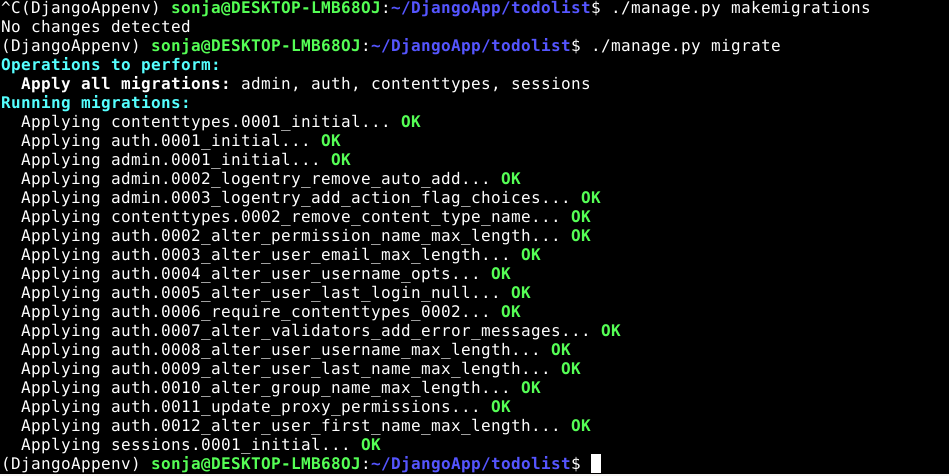 ^C(DjangoAppenv) sonja@DESKTOP-LMB68OJ:~/DjangoApp/todolist$ ./manage.py makemigrations
No changes detected
(DjangoAppenv) sonja@DESKTOP-LMB68OJ:~/DjangoApp/todolist$ ./manage.py migrate
Operations to perform:
  Apply all migrations: admin, auth, contenttypes, sessions
Running migrations:
  Applying contenttypes.0001_initial... OK
  Applying auth.0001_initial... OK
  Applying admin.0001_initial... OK
  Applying admin.0002_logentry_remove_auto_add... OK
  Applying admin.0003_logentry_add_action_flag_choices... OK
  Applying contenttypes.0002_remove_content_type_name... OK
  Applying auth.0002_alter_permission_name_max_length... OK
  Applying auth.0003_alter_user_email_max_length... OK
  Applying auth.0004_alter_user_username_opts... OK
  Applying auth.0005_alter_user_last_login_null... OK
  Applying auth.0006_require_contenttypes_0002... OK
  Applying auth.0007_alter_validators_add_error_messages... OK
  Applying auth.0008_alter_user_username_max_length... OK
  Applying auth.0009_alter_user_last_name_max_length... OK
  Applying auth.0010_alter_group_name_max_length... OK
  Applying auth.0011_update_proxy_permissions... OK
  Applying auth.0012_alter_user_first_name_max_length... OK
  Applying sessions.0001_initial... OK
(DjangoAppenv) sonja@DESKTOP-LMB68OJ:~/DjangoApp/todolist$